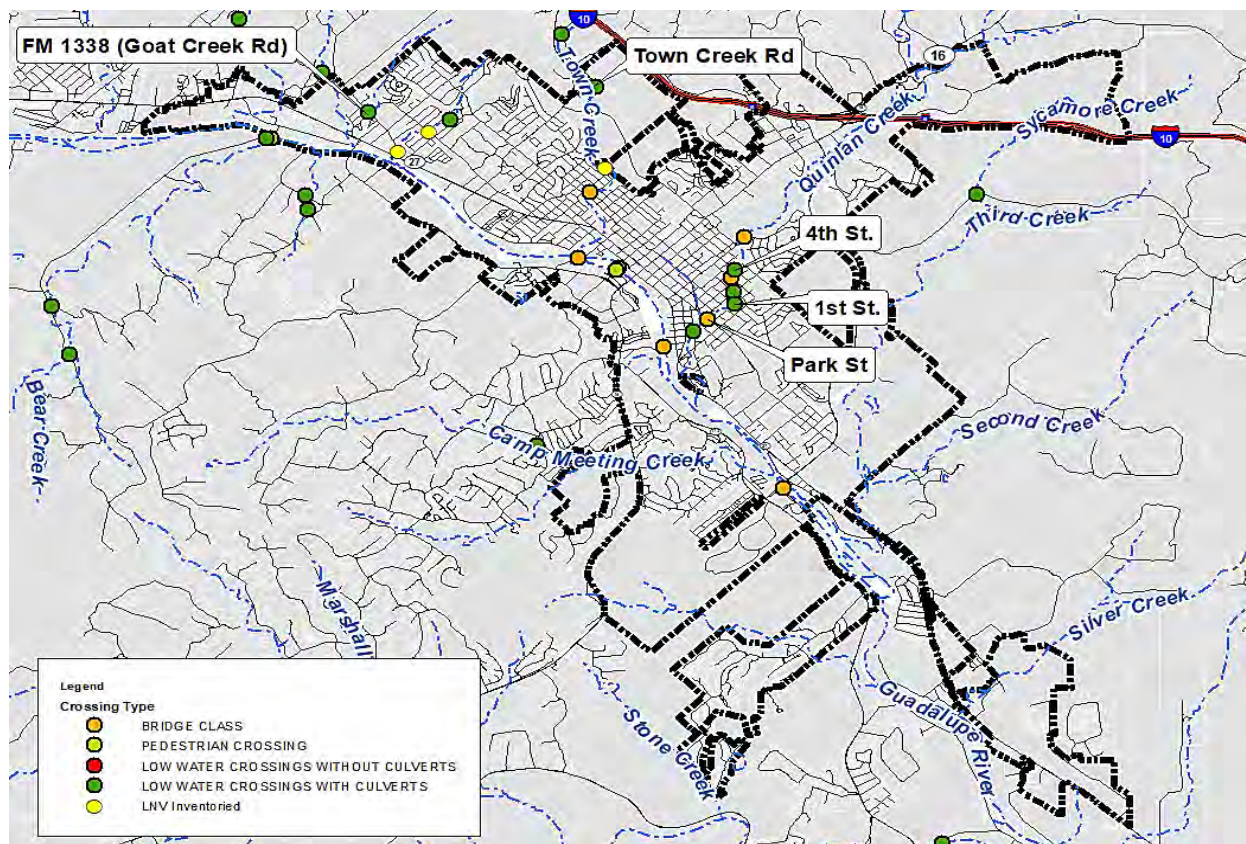 10
FM 1338 (Goat Creek Rd)
Town Creek Rd
16
Town Creek
Quinlan Creek
Sycamore Creek
10
27
Third Creek
4th St.
1st St.
Park St
Bear Creek
Second Creek
Camp Meeting Creek
Marshall
Silver Creek
Guadalupe River
Stone Creek
Legend
Crossing Type
BRIDGE CLASS
PEDESTRIAN CROSSING
LOW WATER CROSSINGS WITHOUT CULVERTS
LOW WATER CROSSINGS WITH CULVERTS
LNV Inventoried